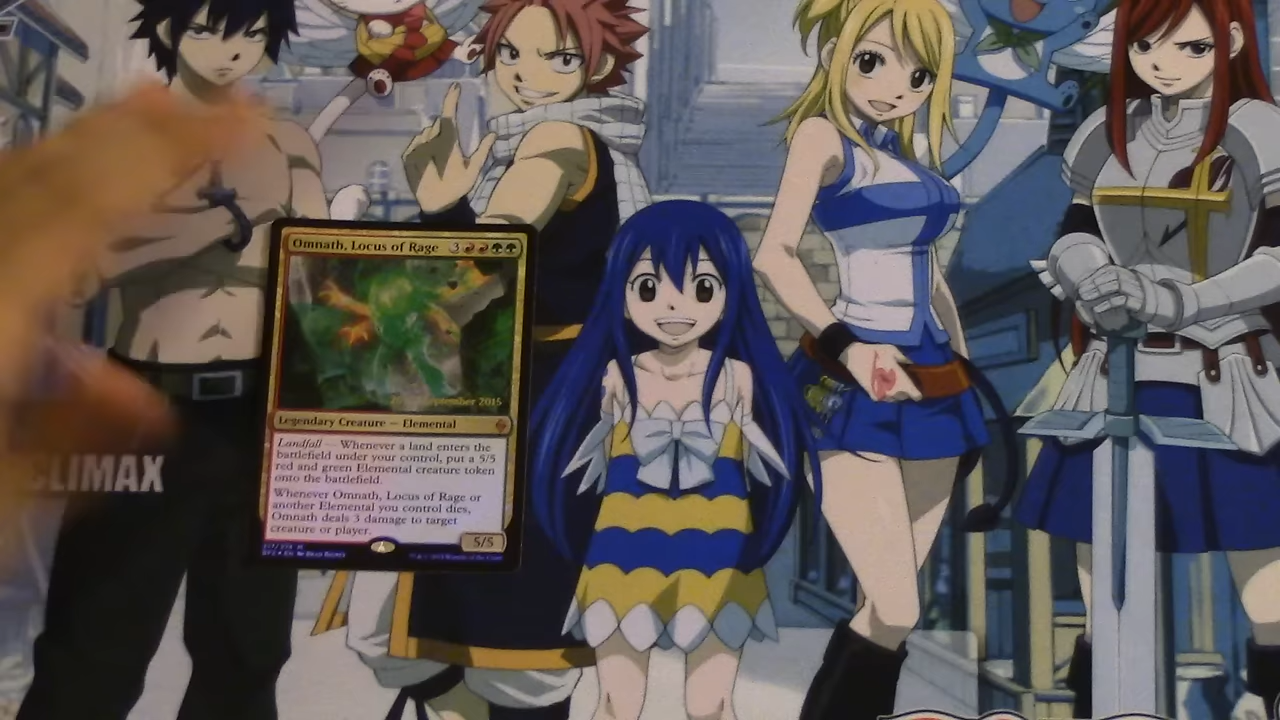 Omnath, Locus of Rage 3
September 2015
Legendary Creature — Elemental
Landfall — Whenever a land enters the
battlefield under your control, put a 5/5
red and green Elemental creature token
onto the battlefield.
Whenever Omnath, Locus of Rage or
another Elemental you control dies,
Omnath deals 3 damage to target
creature or player.
5/5
CLIMAX